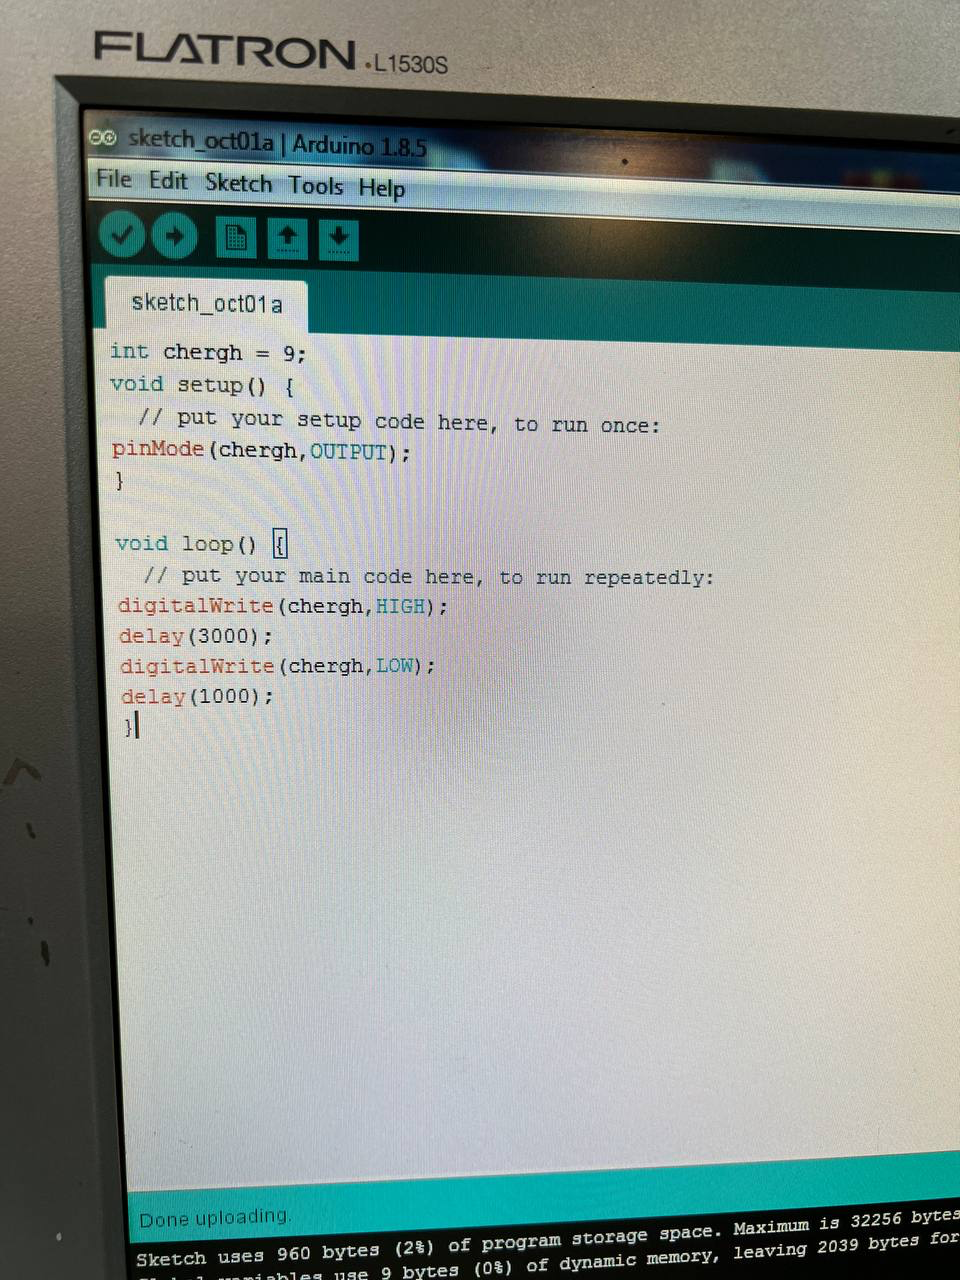 FLATRON L1530S
sketch_oct01a | Arduino 1.8.5
File Edit Sketch Tools Help
sketch_oct01a
int chergh = 9;
void setup() {
  // put your setup code here, to run once:
pinMode(chergh,OUTPUT);
}

void loop() {
  // put your main code here, to run repeatedly:
digitalWrite(chergh,HIGH);
delay(3000);
digitalWrite(chergh,LOW);
delay(1000);
}
Done uploading.
Sketch uses 960 bytes (2%) of program storage space. Maximum is 32256 bytes
variables use 9 bytes (0%) of dynamic memory, leaving 2039 bytes for